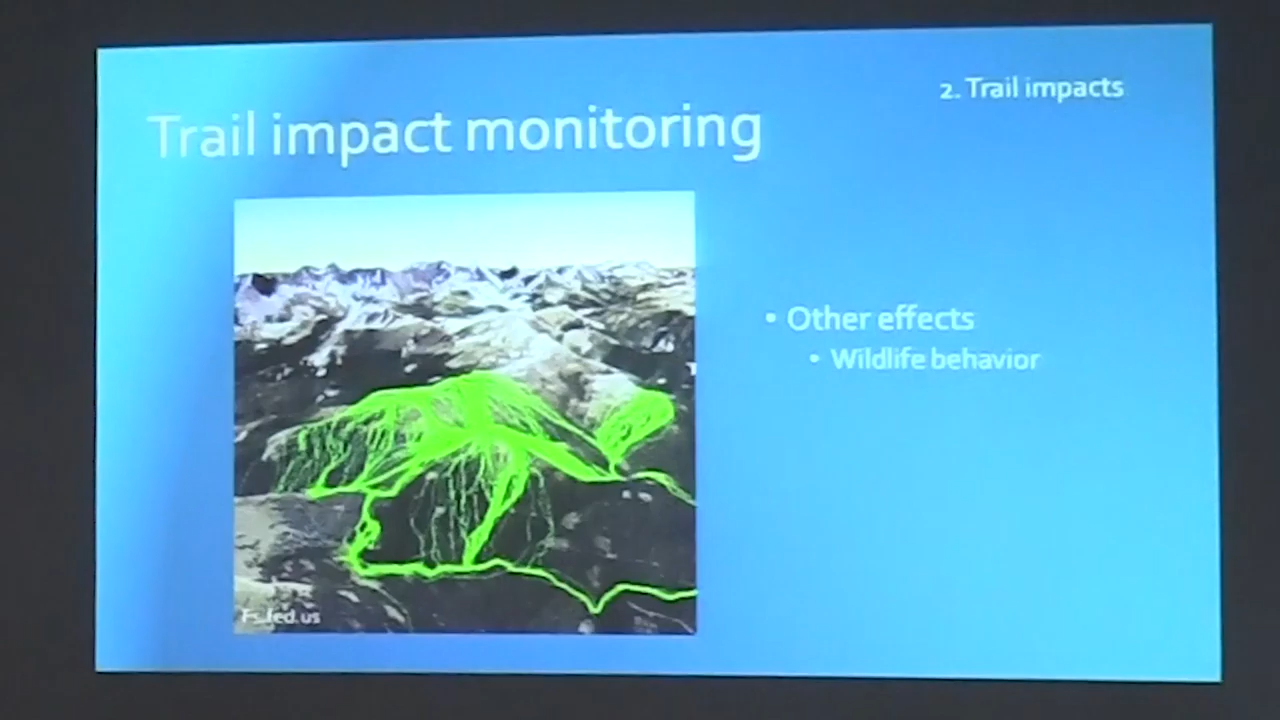 2. Trail impacts
Trail impact monitoring
• Other effects
• Wildlife behavior
Fs.fed.us